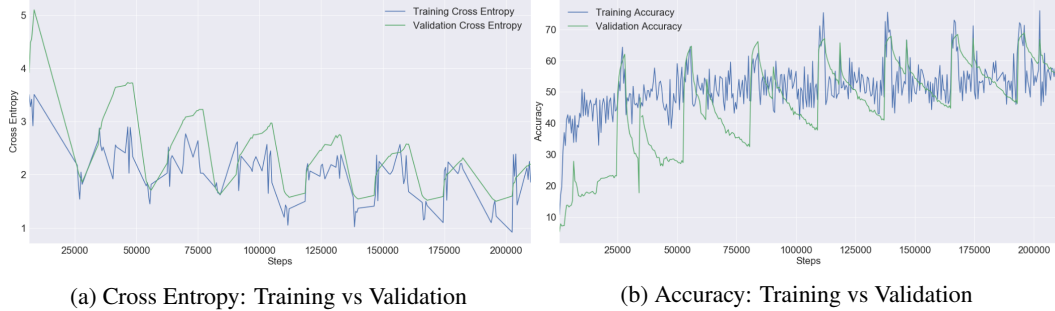 Training Cross Entropy
Validation Cross Entropy
5
4
3
2
1
Cross Entropy
25000 50000 75000 100000 125000 150000 175000 200000
Steps
(a) Cross Entropy: Training vs Validation
Training Accuracy
Validation Accuracy
70
60
50
40
30
20
10
Accuracy
25000 50000 75000 100000 125000 150000 175000 200000
Steps
(b) Accuracy: Training vs Validation